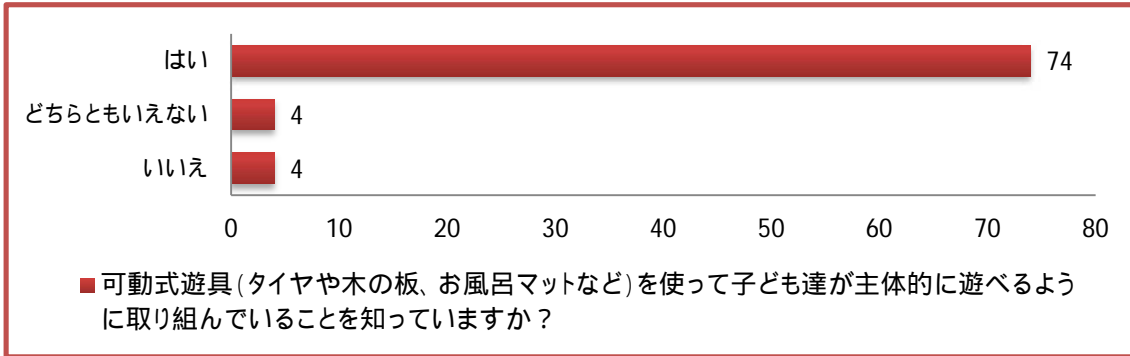 はい 74
どちらともいえない 4
いいえ 4
0 10 20 30 40 50 60 70 80
可動式遊具(タイヤや木の板、お風呂マットなど)を使って子ども達が主体的に遊べるよう
に取り組んでいることを知っていますか？